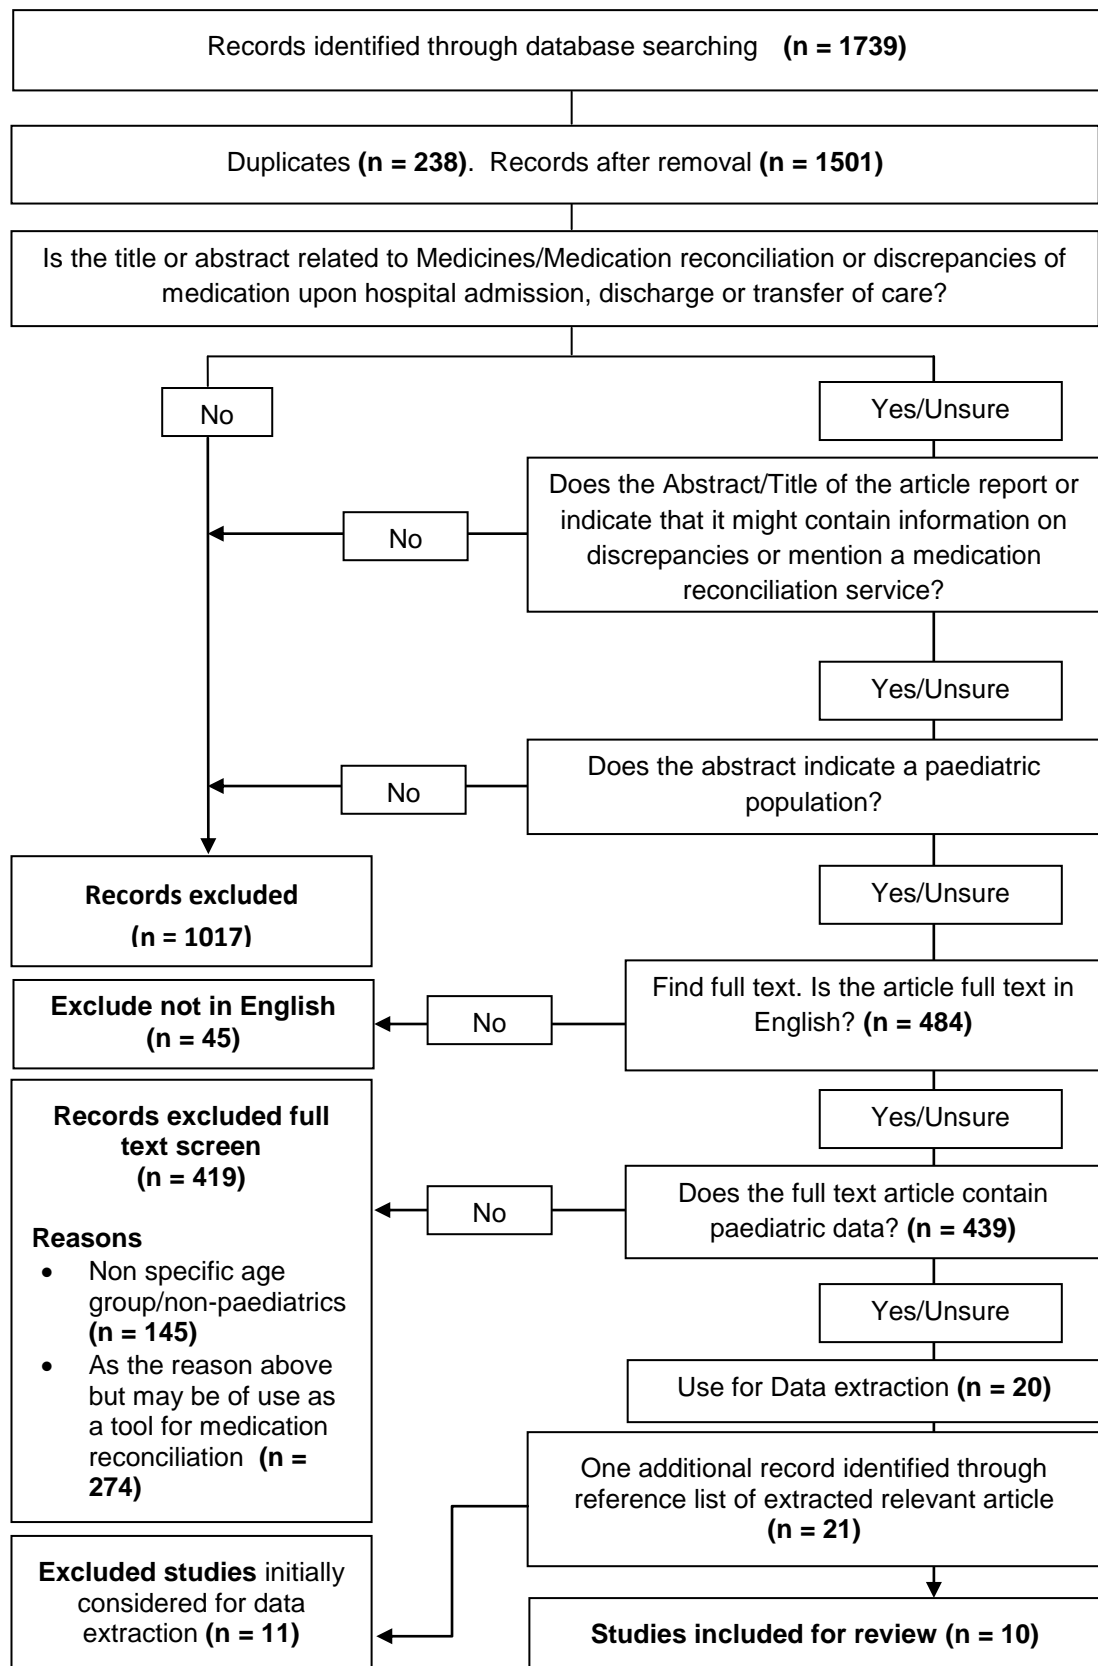 Records identified through database searching (n = 1739)
Duplicates (n = 238). Records after removal (n = 1501)
Is the title or abstract related to Medicines/Medication reconciliation or discrepancies of
medication upon hospital admission, discharge or transfer of care?
No
Yes/Unsure
Does the Abstract/Title of the article report or
indicate that it might contain information on
discrepancies or mention a medication
reconciliation service?
No
Yes/Unsure
Does the abstract indicate a paediatric
population?
No
Yes/Unsure
Records excluded
(n = 1017)
Find full text. Is the article full text in
English? (n = 484)
No
Exclude not in English
(n = 45)
Yes/Unsure
Does the full text article contain
paediatric data? (n = 439)
No
Records excluded full
text screen
(n = 419)
Reasons
• Non specific age
group/non-paediatrics
(n = 145)
• As the reason above
but may be of use as
a tool for medication
reconciliation (n =
274)
Yes/Unsure
Use for Data extraction (n = 20)
One additional record identified through
reference list of extracted relevant article
(n = 21)
Excluded studies initially
considered for data
extraction (n = 11)
Studies included for review (n = 10)